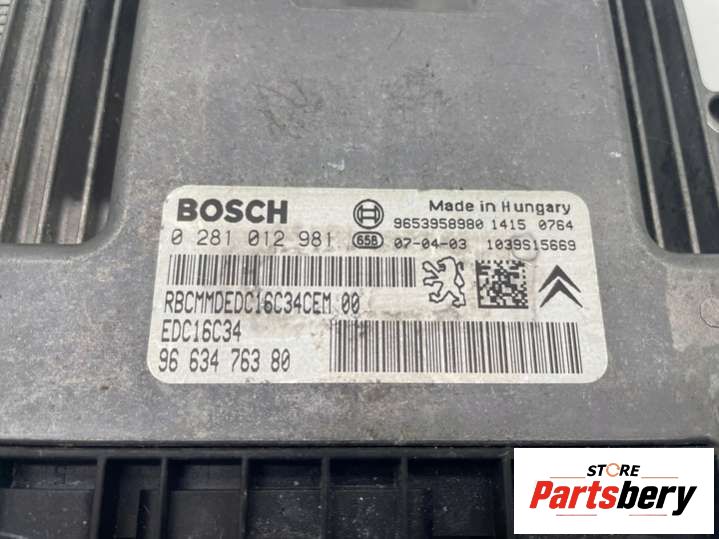 BOSCH
Made in Hungary
9653958980 1415 0764
0 281 012 981 658 07-04-03 1039S15669
RBCMMDEDC16C34CEM 00
EDC16C34
96 634 763 80
STORE
Partsbery